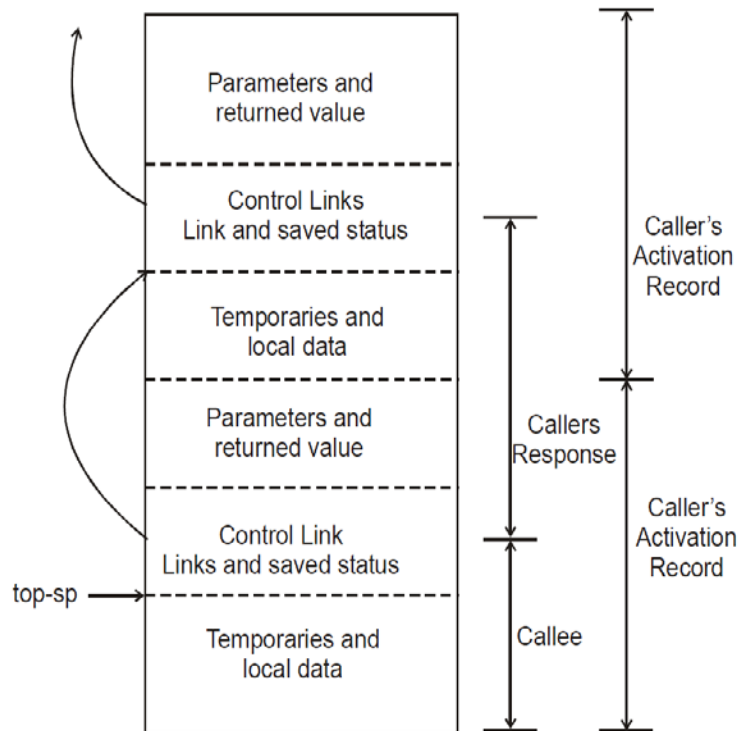 Parameters and
returned value
Control Links
Link and saved status
Temporaries and
local data
Parameters and
returned value
Control Link
Links and saved status
top-sp
Temporaries and
local data
Callers
Response
Callee
Caller's
Activation
Record
Caller's
Activation
Record